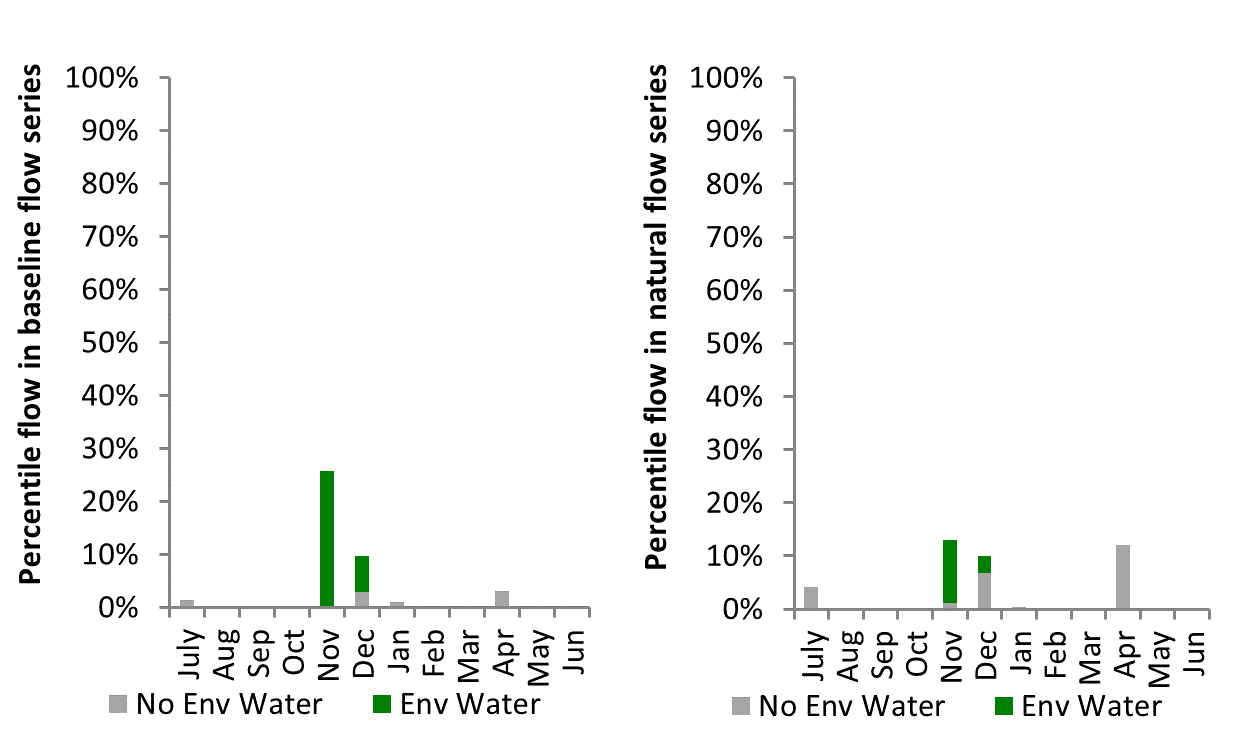 Percentile flow in baseline flow series
100%
90%
80%
70%
60%
50%
40%
30%
20%
10%
0%
July
Aug
Sep
Oct
Nov
Dec
Jan
Feb
Mar
Apr
May
Jun
No Env Water
Env Water
Percentile flow in natural flow series
100%
90%
80%
70%
60%
50%
40%
30%
20%
10%
0%
July
Aug
Sep
Oct
Nov
Dec
Jan
Feb
Mar
Apr
May
Jun
No Env Water
Env Water